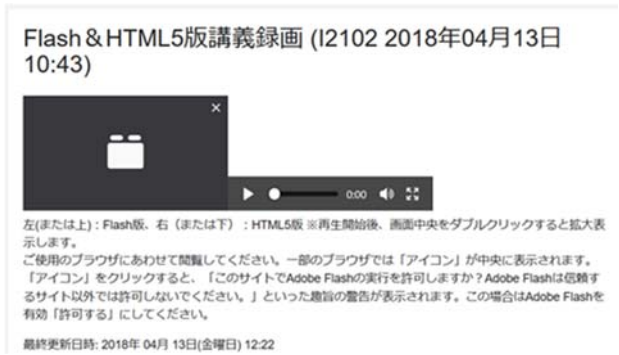 Flash＆HTML5版講義録画 (I2102 2018年04月13日
10:43)
0:00
左(または上)：Flash版、右（または下）：HTML5版 ※再生開始後、画面中央をダブルクリックすると拡大表
示します。
ご使用のブラウザにあわせて閲覧してください。一部のブラウザでは「アイコン」が中央に表示されます。
「アイコン」をクリックすると、「このサイトでAdobe Flashの実行を許可しますか？Adobe Flashは信頼す
るサイト以外では許可しないでください。」といった趣旨の警告が表示されます。この場合はAdobe Flashを
有効「許可する」にしてください。
最終更新日時: 2018年 04月 13日(金曜日) 12:22